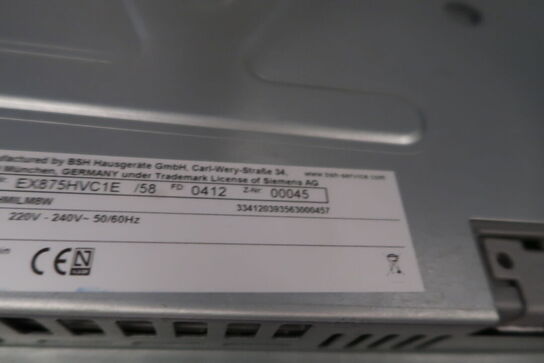 ufactured by BSH Hausgeräte GmbH, Carl-Wery-Straße 34,
München, GERMANY under Trademark License of Siemens AG
www.bsh-service.com
EX875HVC1E /58 FD 0412 Z-Nr 00045
334120393563000457
220V - 240V~ 50/60Hz
CE N